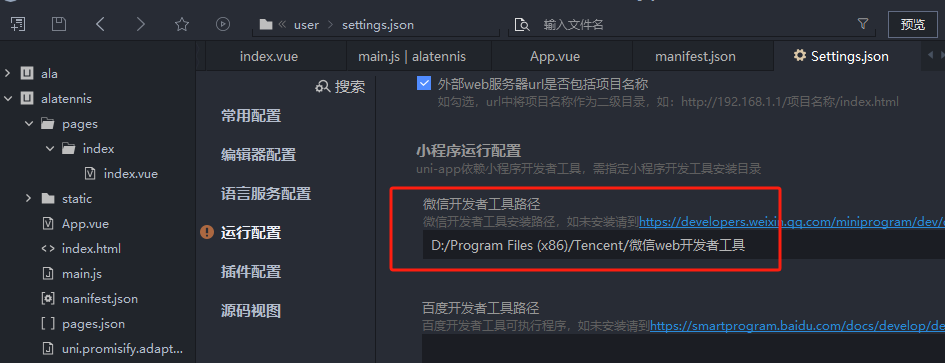 user
settings.json
输入文件名
预览
index.vue
main.js | alatennis
App.vue
manifest.json
Settings.json
ala
alatennis
pages
index
index.vue
static
App.vue
index.html
main.js
manifest.json
pages.json
uni.promisify.adapt...
搜索
常用配置
编辑器配置
语言服务配置
运行配置
插件配置
源码视图
外部web服务器url是否包括项目名称
如勾选，url中将项目名称作为二级目录，如：http://192.168.1.1/项目名称/index.html
小程序运行配置
uni-app依赖小程序开发者工具，需指定小程序开发工具安装目录
微信开发者工具路径
微信开发者工具安装路径，如未安装请到https://developers.weixin.qq.com/miniprogram/dev/
D:/Program Files (x86)/Tencent/微信web开发者工具
百度开发者工具路径
百度开发者工具可执行程序，如未安装请到https://smartprogram.baidu.com/docs/develop/de